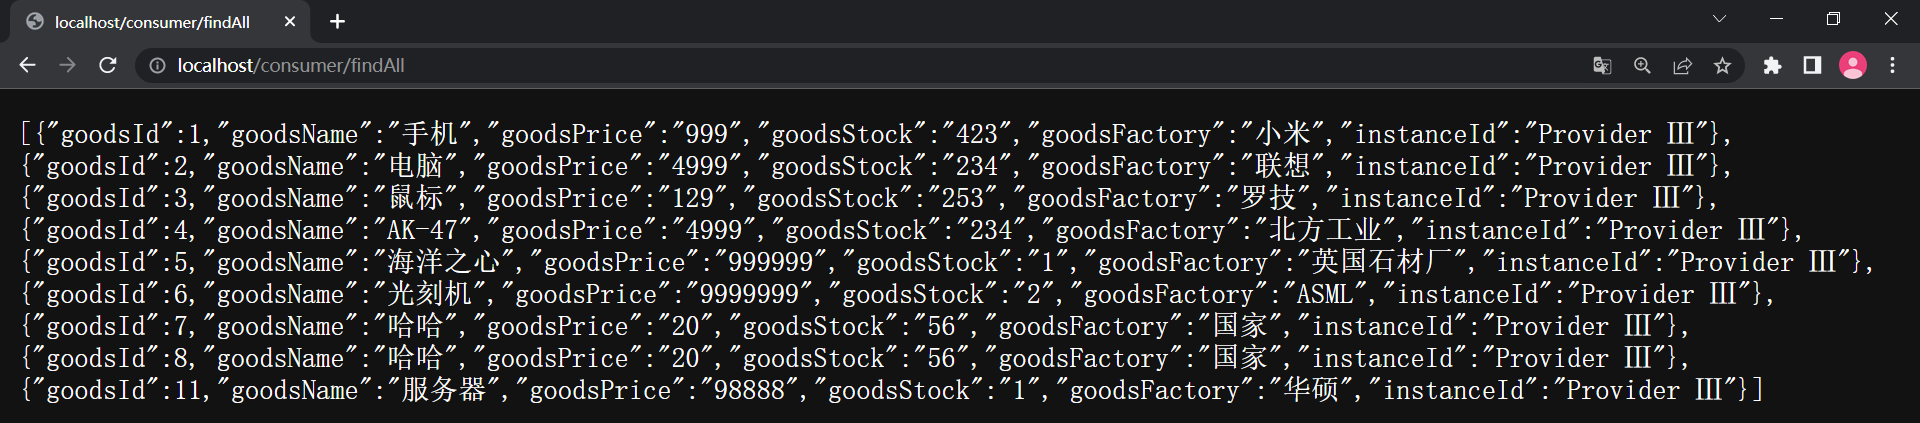 localhost/consumer/findAll
localhost/consumer/findAll
[{"goodsId":1,"goodsName":"手机","goodsPrice":"999","goodsStock":"423","goodsFactory":"小米","instanceId":"Provider Ⅲ"},
{"goodsId":2,"goodsName":"电脑","goodsPrice":"4999","goodsStock":"234","goodsFactory":"联想","instanceId":"Provider Ⅲ"},
{"goodsId":3,"goodsName":"鼠标","goodsPrice":"129","goodsStock":"253","goodsFactory":"罗技","instanceId":"Provider Ⅲ"},
{"goodsId":4,"goodsName":"AK-47","goodsPrice":"4999","goodsStock":"234","goodsFactory":"北方工业","instanceId":"Provider Ⅲ"},
{"goodsId":5,"goodsName":"海洋之心","goodsPrice":"999999","goodsStock":"1","goodsFactory":"英国石材厂","instanceId":"Provider Ⅲ"},
{"goodsId":6,"goodsName":"光刻机","goodsPrice":"9999999","goodsStock":"2","goodsFactory":"ASML","instanceId":"Provider Ⅲ"},
{"goodsId":7,"goodsName":"哈哈","goodsPrice":"20","goodsStock":"56","goodsFactory":"国家","instanceId":"Provider Ⅲ"},
{"goodsId":8,"goodsName":"哈哈","goodsPrice":"20","goodsStock":"56","goodsFactory":"国家","instanceId":"Provider Ⅲ"},
{"goodsId":11,"goodsName":"服务器","goodsPrice":"98888","goodsStock":"1","goodsFactory":"华硕","instanceId":"Provider Ⅲ"}]